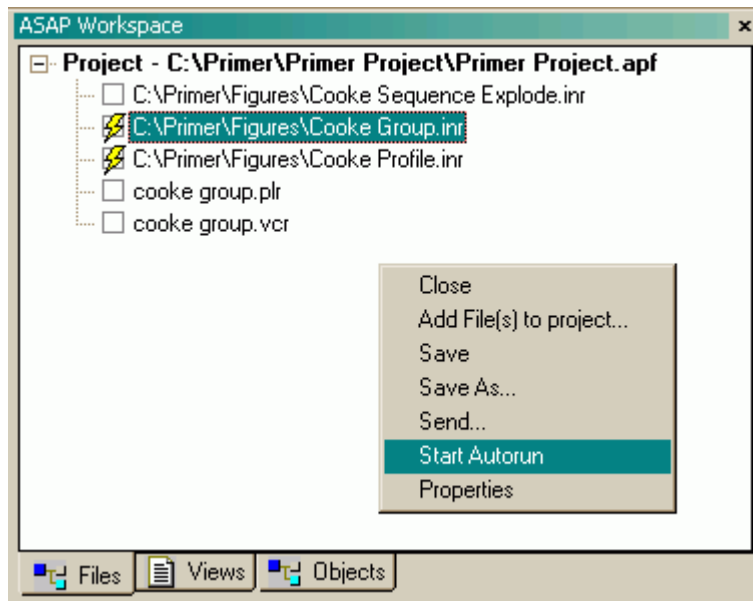 ASAP Workspace
Project - C:\Primer\Primer Project\Primer Project.apf
C:\Primer\Figures\Cooke Sequence Explode.inr
C:\Primer\Figures\Cooke Group.inr
C:\Primer\Figures\Cooke Profile.inr
cooke group.plr
cooke group.vcr
Close
Add File(s) to project...
Save
Save As...
Send...
Start Autorun
Properties
Files Views Objects